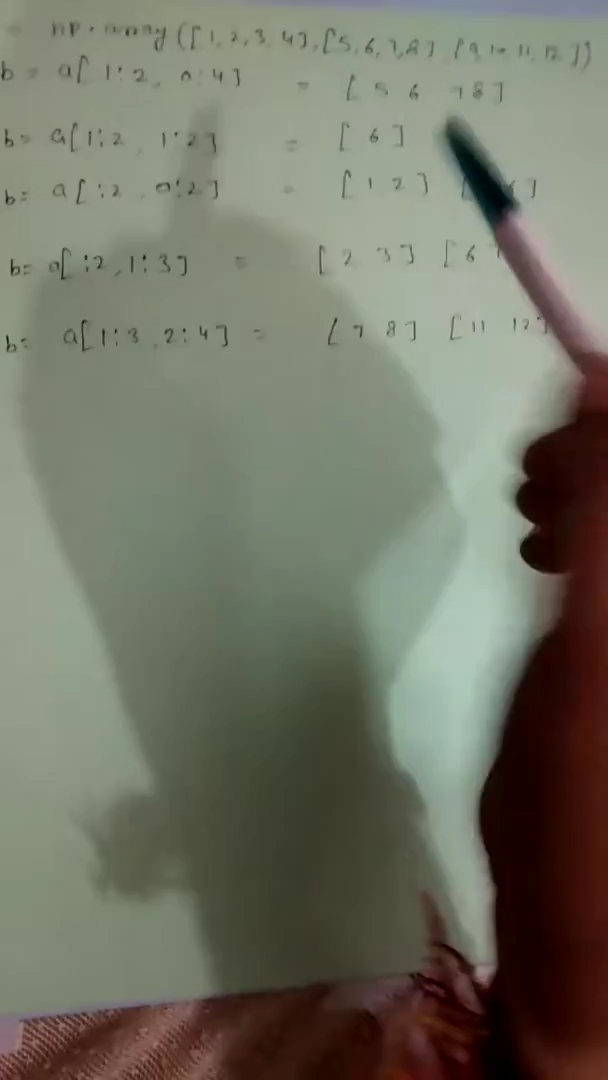 = np.array([1,2,3,4],[5,6,7,8],[9,10,11,12])
b = a[1:2, 0:4] = [5 6 7 8]
b= a[1:2, 1:2] = [6]
b= a[:2, 0:2] = [1 2] [ ]
b= a[:2, 1:3] = [2 3] [6
b= a[1:3, 2:4] = [7 8] [11 12]